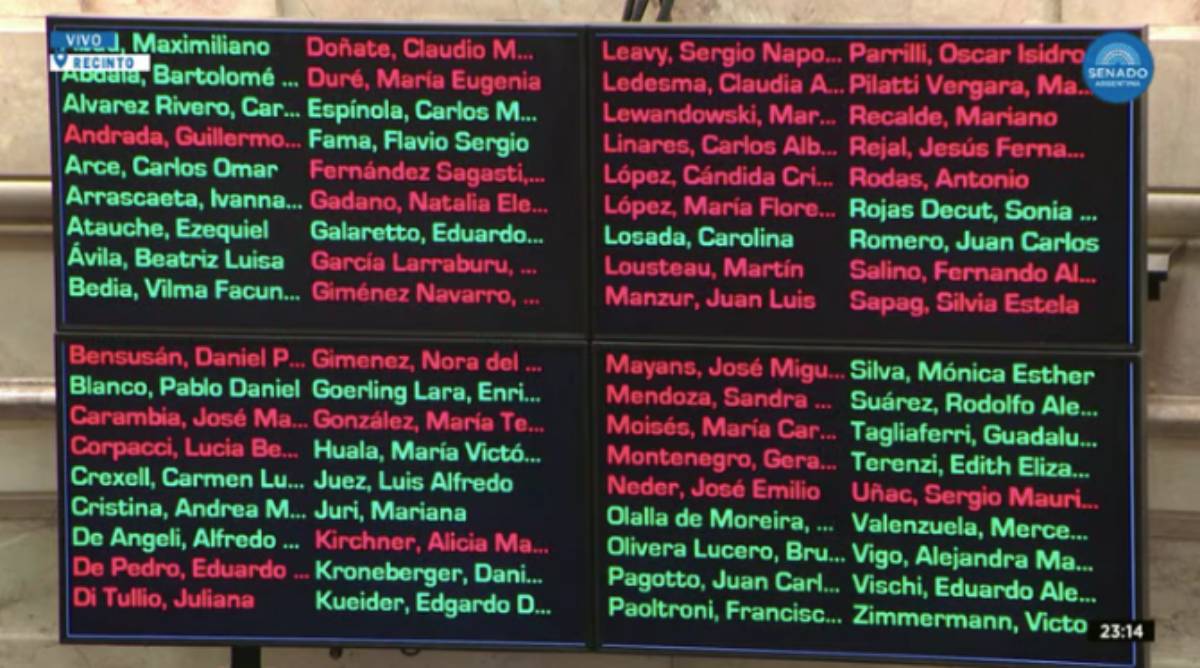 VIVO
RECINTO
Maximiliano
Abdala, Bartolomé ...
Alvarez Rivero, Car...
Andrada, Guillermo...
Arce, Carlos Omar
Arrascaeta, Ivanna...
Atauche, Ezequiel
Ávila, Beatriz Luisa
Bedia, Vilma Facun...
Doñate, Claudio M...
Duré, María Eugenia
Espínola, Carlos M...
Fama, Flavio Sergio
Fernández Sagasti,...
Gadano, Natalia Ele...
Galaretto, Eduardo...
García Larraburu, ...
Giménez Navarro, ...
Leavy, Sergio Napo...
Ledesma, Claudia A...
Lewandowski, Mar...
Linares, Carlos Alb...
López, Cándida Cri...
López, María Flore...
Losada, Carolina
Lousteau, Martín
Manzur, Juan Luis
Parrilli, Oscar Isidro
Pilatti Vergara, Ma...
Recalde, Mariano
Rejal, Jesús Ferna...
Rodas, Antonio
Rojas Decut, Sonia ...
Romero, Juan Carlos
Salino, Fernando Al...
Sapag, Silvia Estela
SENADO
ARGENTINA
Bensusán, Daniel P...
Blanco, Pablo Daniel
Carambia, José Ma...
Corpacci, Lucia Be...
Crexell, Carmen Lu...
Cristina, Andrea M...
De Angeli, Alfredo ...
De Pedro, Eduardo ...
Di Tullio, Juliana
Gimenez, Nora del ...
Goerling Lara, Enri...
González, María Te...
Huala, María Victó...
Juez, Luis Alfredo
Juri, Mariana
Kirchner, Alicia Ma...
Kroneberger, Dani...
Kueider, Edgardo D...
Mayans, José Migu...
Mendoza, Sandra ...
Moisés, María Car...
Montenegro, Gera...
Neder, José Emilio
Olalla de Moreira, ...
Olivera Lucero, Bru...
Pagotto, Juan Carl...
Paoltroni, Francisc...
Silva, Mónica Esther
Suárez, Rodolfo Ale...
Tagliaferri, Guadalu...
Terenzi, Edith Eliza...
Uñac, Sergio Mauri...
Valenzuela, Merce...
Vigo, Alejandra Ma...
Vischi, Eduardo Ale...
Zimmermann, Victo
23:14